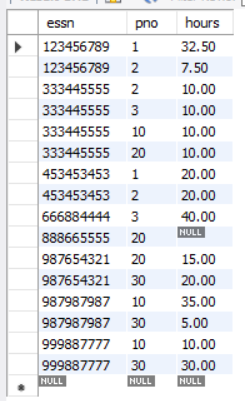 essn pno hours
123456789 1 32.50
123456789 2 7.50
333445555 2 10.00
333445555 3 10.00
333445555 10 10.00
333445555 20 10.00
453453453 1 20.00
453453453 2 20.00
666884444 3 40.00
888665555 20 NULL
987654321 20 15.00
987654321 30 20.00
987987987 10 35.00
987987987 30 5.00
999887777 10 10.00
999887777 30 30.00
NULL NULL NULL